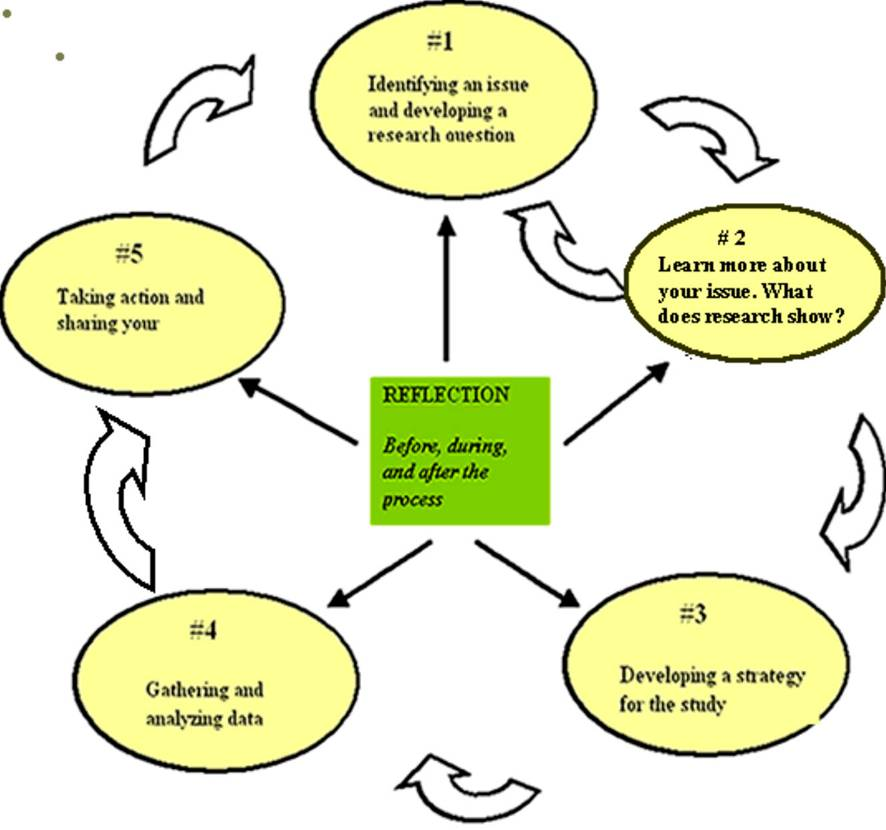 #1
Identifying an issue
and developing a
research question
# 2
Learn more about
your issue. What
does research show?
#3
Developing a strategy
for the study
#4
Gathering and
analyzing data
#5
Taking action and
sharing your
REFLECTION
Before, during,
and after the
process